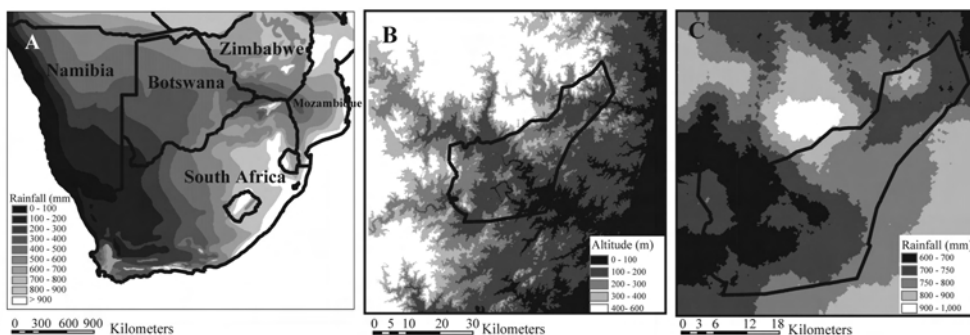 A
Namibia
Botswana
Zimbabwe
Mozambique
South Africa
Rainfall (mm
0 - 100
100 - 200
200 - 300
300 - 400
400 - 500
500 - 600
600 - 700
700 - 800
800 - 900
> 900
0 300 600 900 Kilometers
B
Altitude (m)
0 - 100
100 - 200
200 - 300
300 - 400
400 - 600
0 5 10 20 30 Kilometers
C
Rainfall (mm)
600 - 700
700 - 750
750 - 800
800 - 900
900 - 1,000
0 3 6 12 18 Kilometers